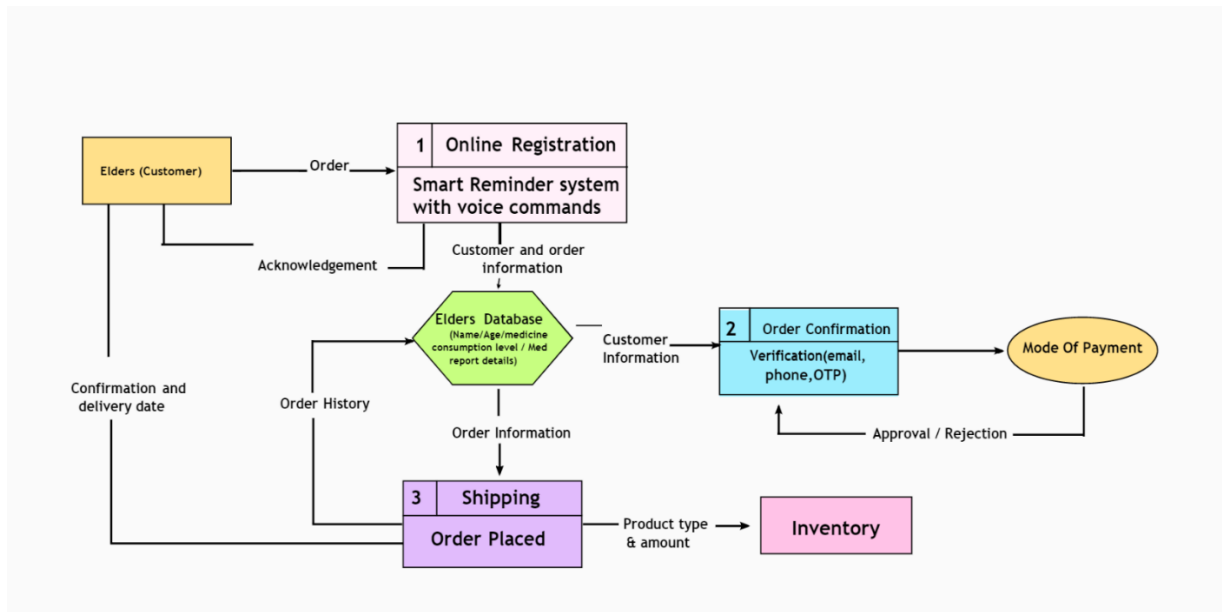 1
Online Registration
Elders (Customer)
Order
Smart Reminder system
with voice commands
Acknowledgement
Customer and order
information
Elders Database
(Name/Age/medicine
consumption level / Med
report details)
Customer
Information
2
Order Confirmation
Verification(email,
phone,OTP)
Mode Of Payment
Confirmation and
delivery date
Order History
Order Information
Approval / Rejection
3
Shipping
Order Placed
Product type
& amount
Inventory